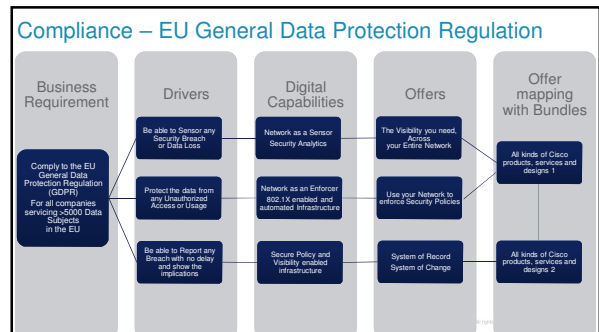 Compliance – EU General Data Protection Regulation
Business
Requirement
Drivers
Digital
Capabilities
Offers
Offer
mapping
with Bundles
Comply to the EU
General Data
Protection Regulation
(GDPR)
For all companies
servicing >5000 Data
Subjects
in the EU
Be able to Sensor any
Security Breach
or Data Loss
Network as a Sensor
Security Analytics
The Visibility you need,
Across
your Entire Network
All kinds of Cisco
products, services and
designs 1
Protect the data from
any Unauthorized
Access or Usage
Network as an Enforcer
802.1X enabled and
automated Infrastructure
Use your Network to
enforce Security Policies
Be able to Report any
Breach with no delay
and show the
implications
Secure Policy and
Visibility enabled
infrastructure
System of Record
System of Change
All kinds of Cisco
products, services and
designs 2